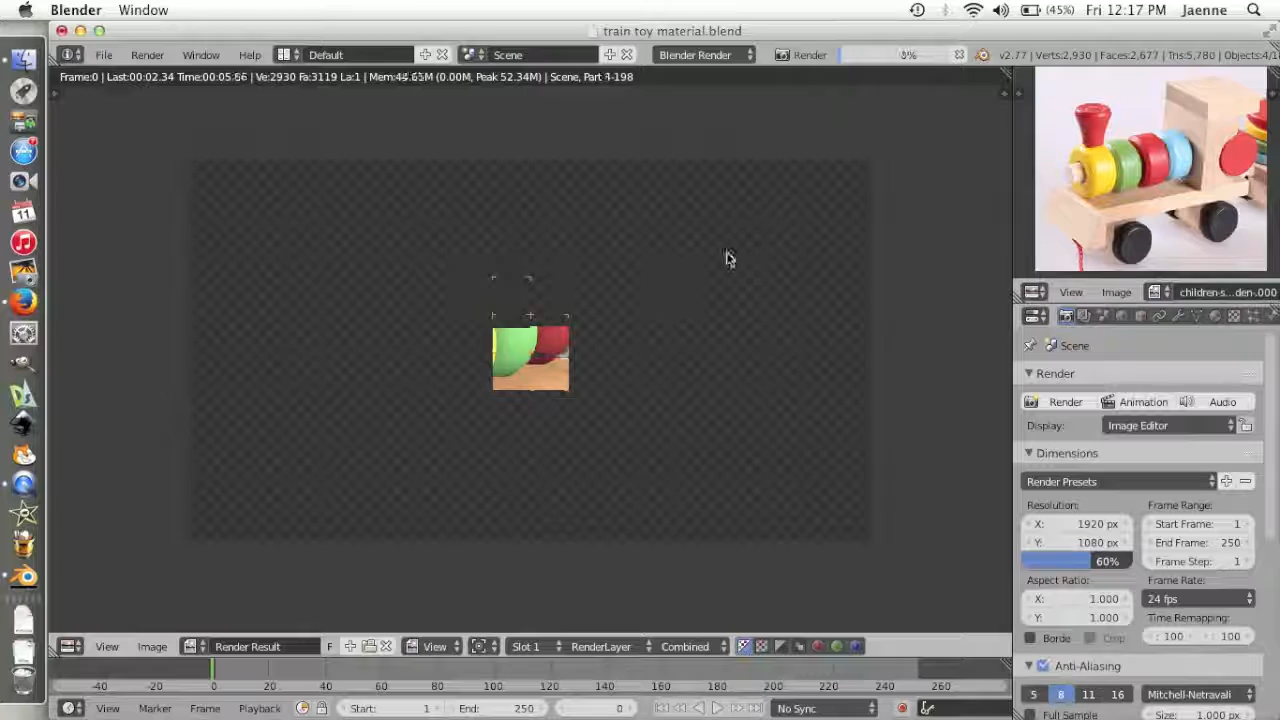 Blender Window (45%) Fri 12:17 PM Jaenne
train toy material.blend
File Render Window Help Default Scene Blender Render Render v2.77 | Verts:2,930 | Faces:2,677 | Tris:5,780 | Objects:4/1
Frame:0 | Last:00:02.34 Time:00:05.66 | Ve:2930 Fa:3119 La:1 | Mem:44.65M (0.00M, Peak 52.34M) | Scene, Part 4-198
View Image children-s...den-.000
Scene
Render
Render Animation Audio
Display: Image Editor
Dimensions
Render Presets
Resolution: Frame Range:
X: 1920 px Start Frame: 1
Y: 1080 px End Frame: 250
60% Frame Step: 1
Aspect Ratio: Frame Rate:
X: 1.000 24 fps
Y: 1.000 Time Remapping:
Borde Crop : 100 100
Anti-Aliasing
5 8 11 16 Mitchell-Netravali
Full Sample Size: 1.000 px
View Image Render Result F View Slot 1 RenderLayer Combined
-40 -20 0 20 40 60 80 100 120 140 160 180 200 220 240 260
View Marker Frame Playback Start: 1 End: 250 0 No Sync